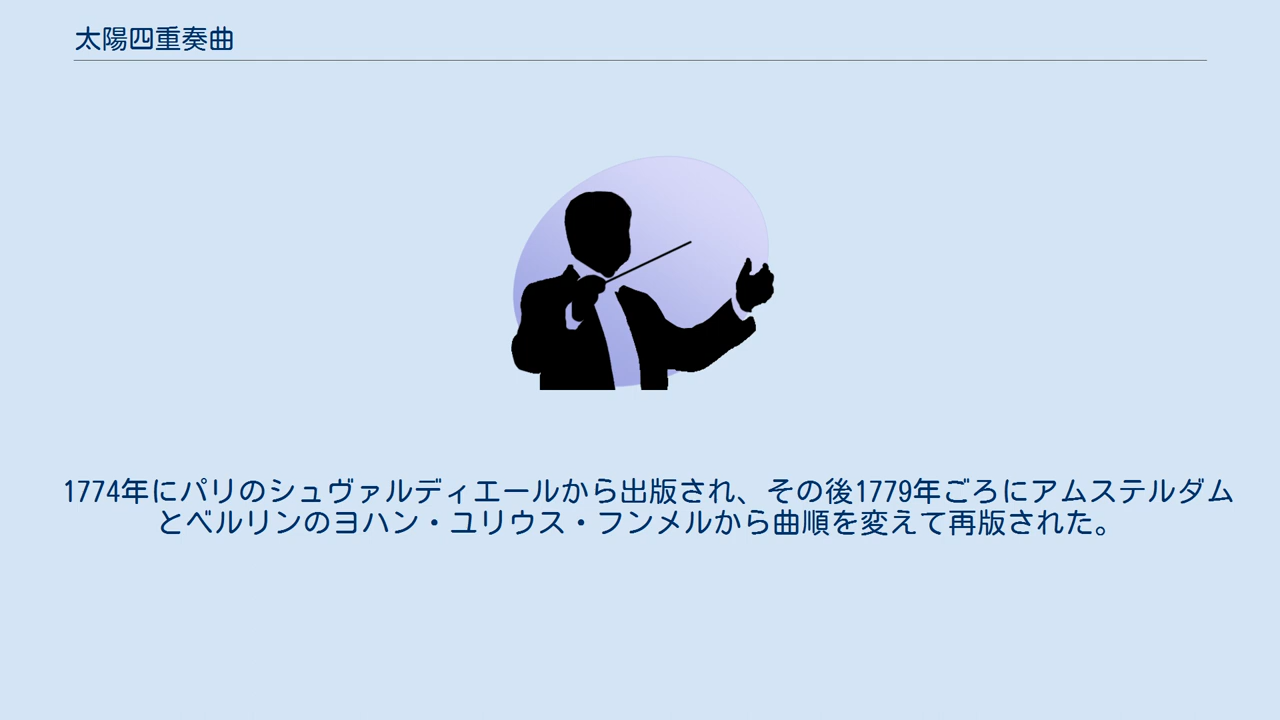 太陽四重奏曲
1774年にパリのシュヴァルディエールから出版され、その後1779年ごろにアムステルダム
とベルリンのヨハン・ユリウス・フンメルから曲順を変えて再版された。